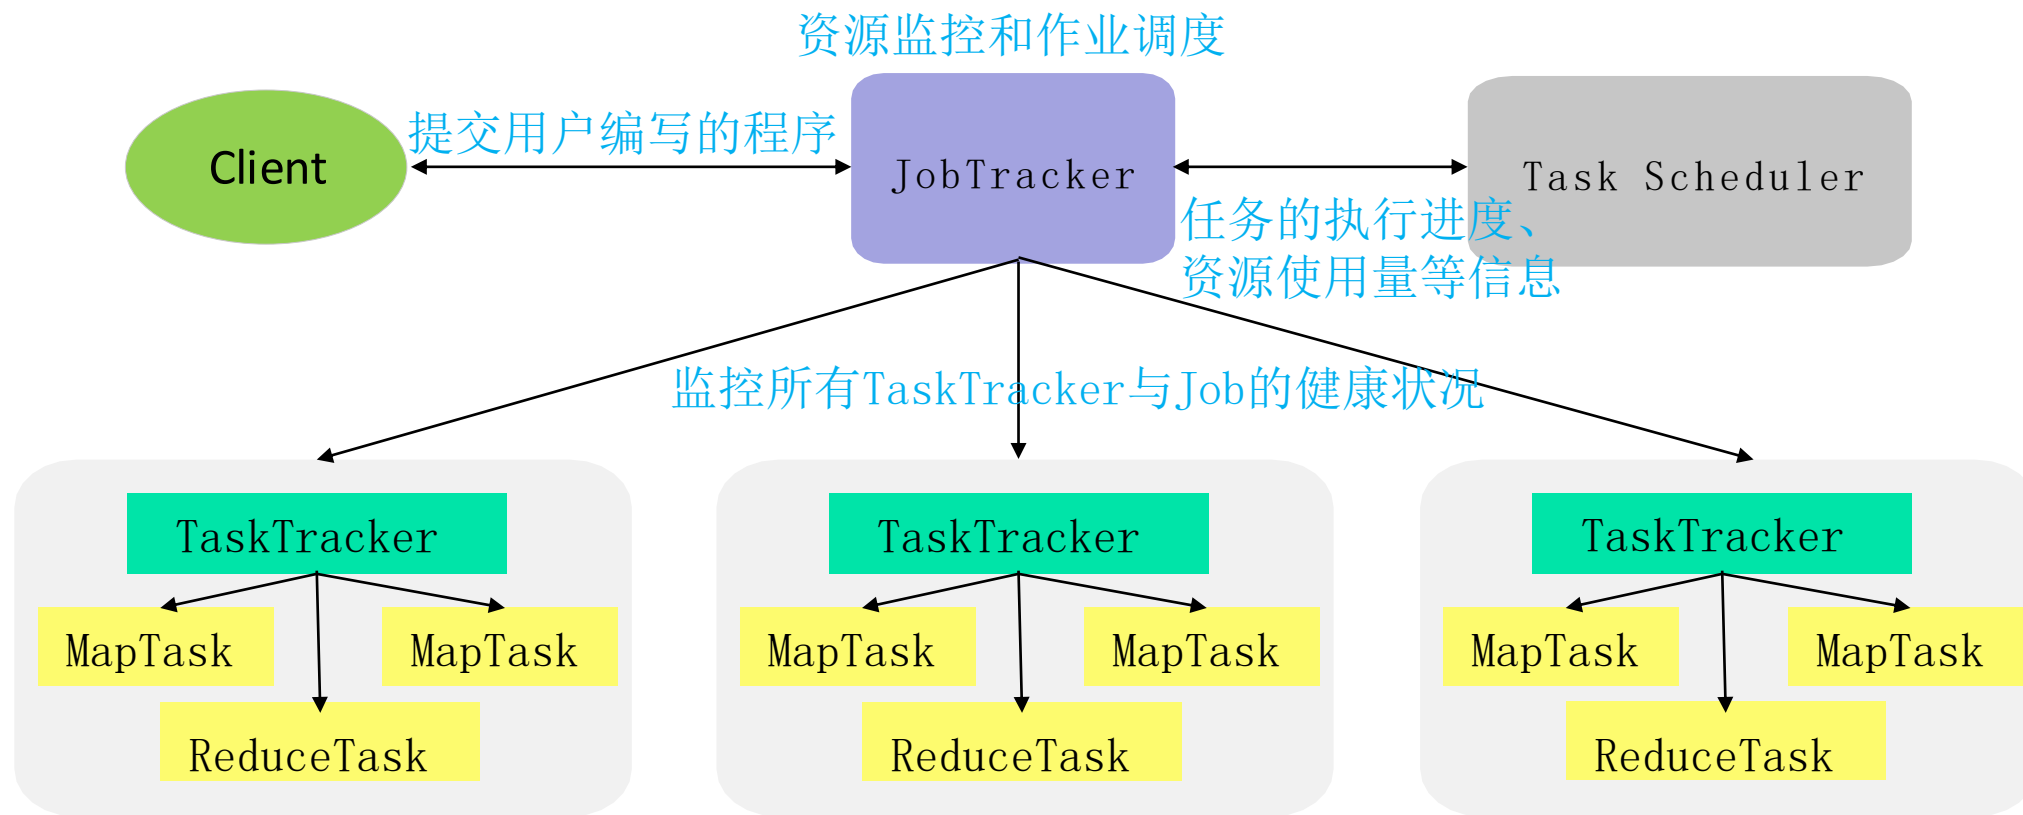 资源监控和作业调度
提交用户编写的程序
Client
JobTracker
Task Scheduler
任务的执行进度、
资源使用量等信息
监控所有TaskTracker与Job的健康状况
TaskTracker
TaskTracker
TaskTracker
MapTask
MapTask
MapTask
MapTask
MapTask
MapTask
ReduceTask
ReduceTask
ReduceTask